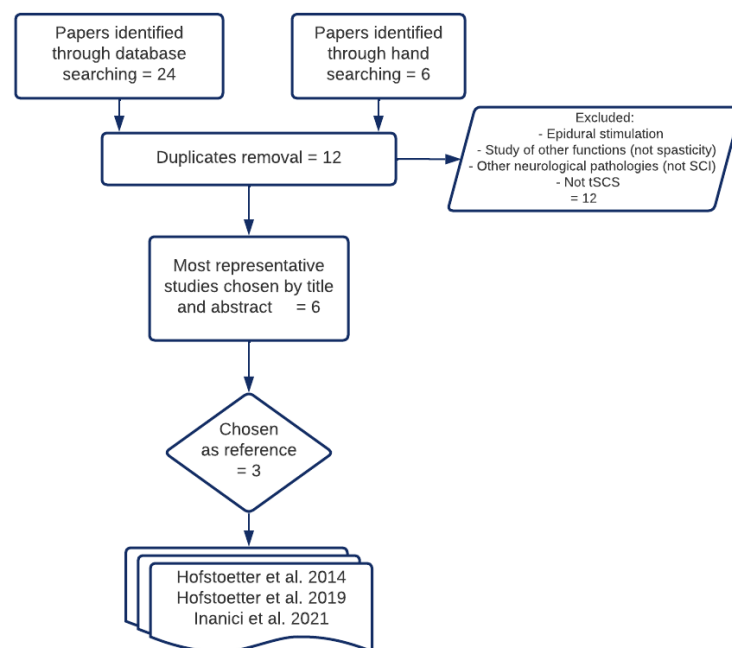 Papers identified
through database
searching = 24
Papers identified
through hand
searching = 6
Duplicates removal = 12
Excluded:
- Epidural stimulation
- Study of other functions (not spasticity)
- Other neurological pathologies (not SCI)
- Not tSCS
= 12
Most representative
studies chosen by title
and abstract = 6
Chosen
as reference
= 3
Hofstoetter et al. 2014
Hofstoetter et al. 2019
Inanici et al. 2021